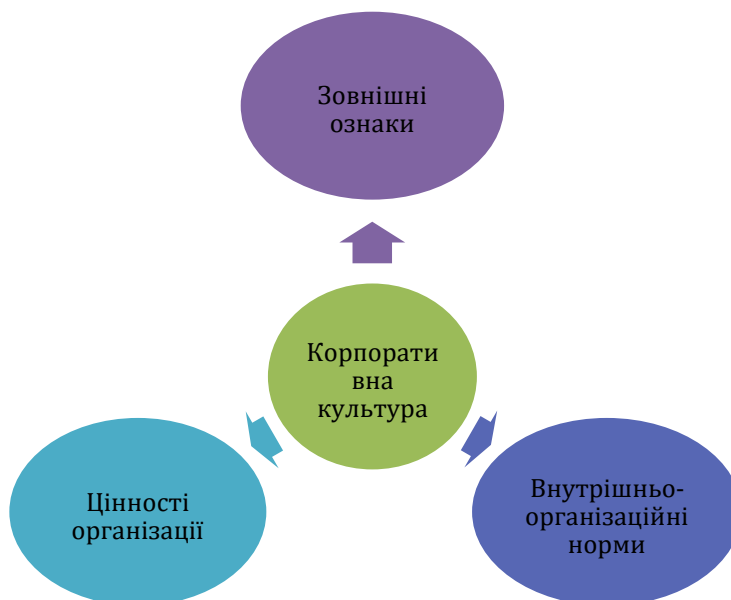 Зовнішні
ознаки
Корпорати
вна
культура
Цінності
організації
Внутрішньо-
організаційні
норми